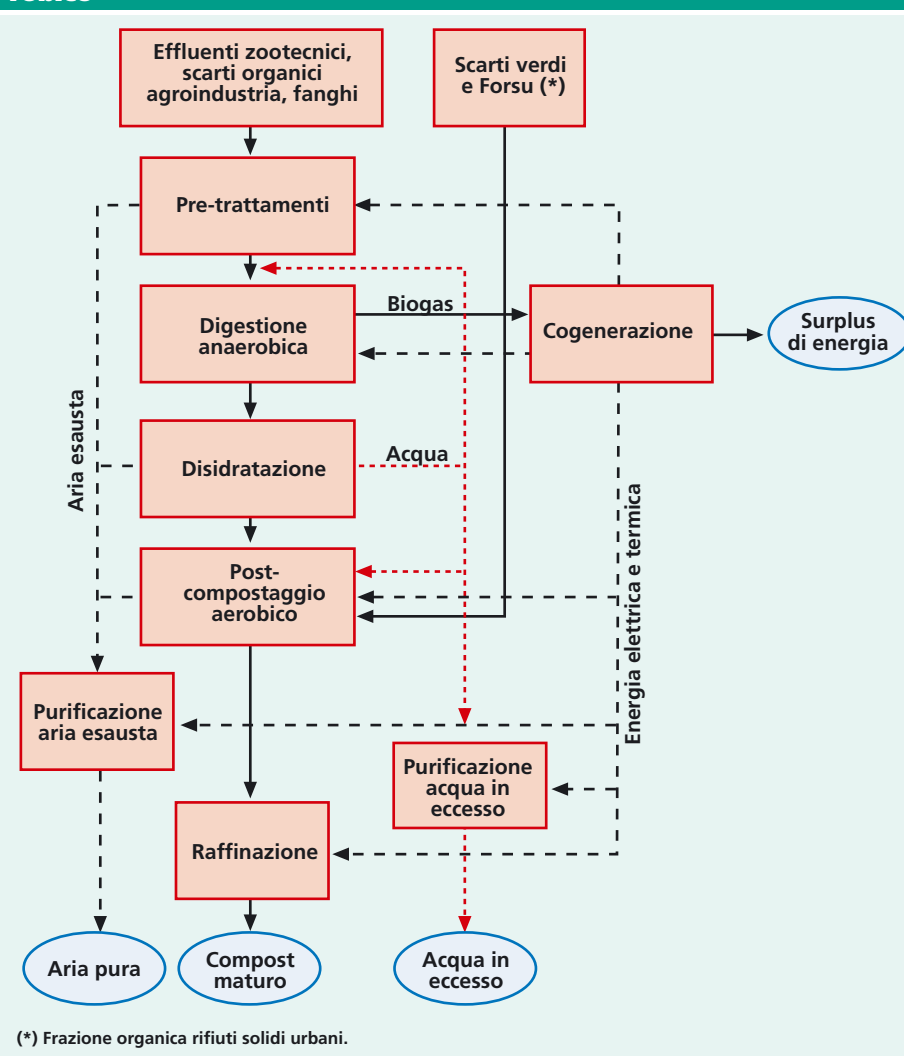 Effluenti zootecnici,
scarti organici
agroindustria, fanghi
Scarti verdi
e Forsu (*)
Pre-trattamenti
Biogas
Digestione
anaerobica
Cogenerazione
Surplus
di energia
Aria esausta
Acqua
Disidratazione
Energia elettrica e termica
Post-
compostaggio
aerobico
Purificazione
aria esausta
Purificazione
acqua in
eccesso
Raffinazione
Aria pura
Compost
maturo
Acqua in
eccesso
(*) Frazione organica rifiuti solidi urbani.